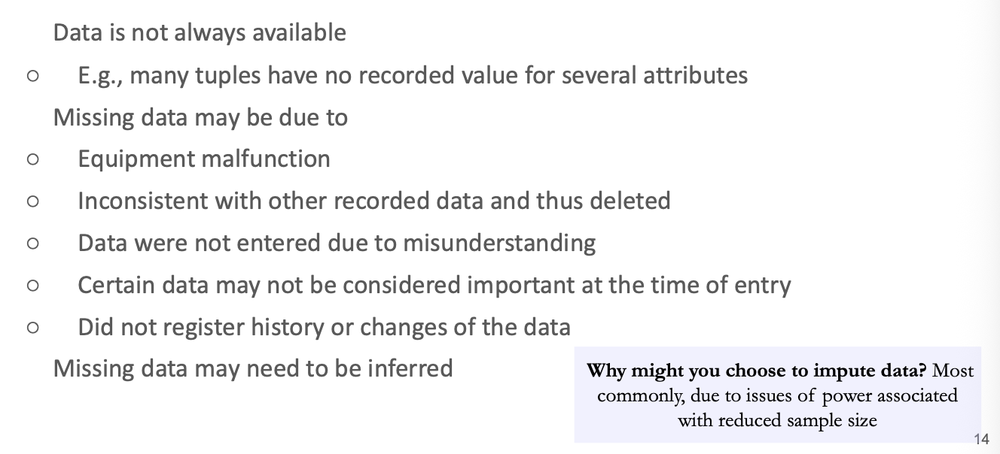 Data is not always available
○ E.g., many tuples have no recorded value for several attributes
Missing data may be due to
○ Equipment malfunction
○ Inconsistent with other recorded data and thus deleted
○ Data were not entered due to misunderstanding
○ Certain data may not be considered important at the time of entry
○ Did not register history or changes of the data
Missing data may need to be inferred
Why might you choose to impute data? Most
commonly, due to issues of power associated
with reduced sample size
14